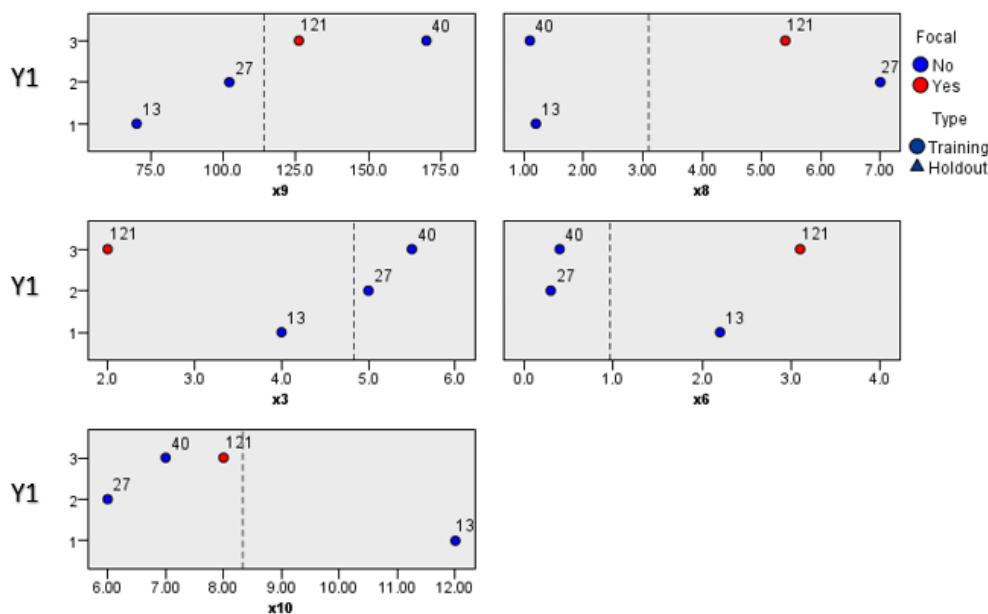 Y1
3
2
1
13
27
121
40
75.0 100.0 125.0 150.0 175.0
x9
40
13
121
27
1.00 2.00 3.00 4.00 5.00 6.00 7.00
x8
Focal
No
Yes
Type
Training
Holdout
Y1
3
2
1
121
13
27
40
2.0 3.0 4.0 5.0 6.0
x3
40
27
13
121
0.0 1.0 2.0 3.0 4.0
x6
Y1
3
2
1
27
40
121
13
6.00 7.00 8.00 9.00 10.00 11.00 12.00
x10